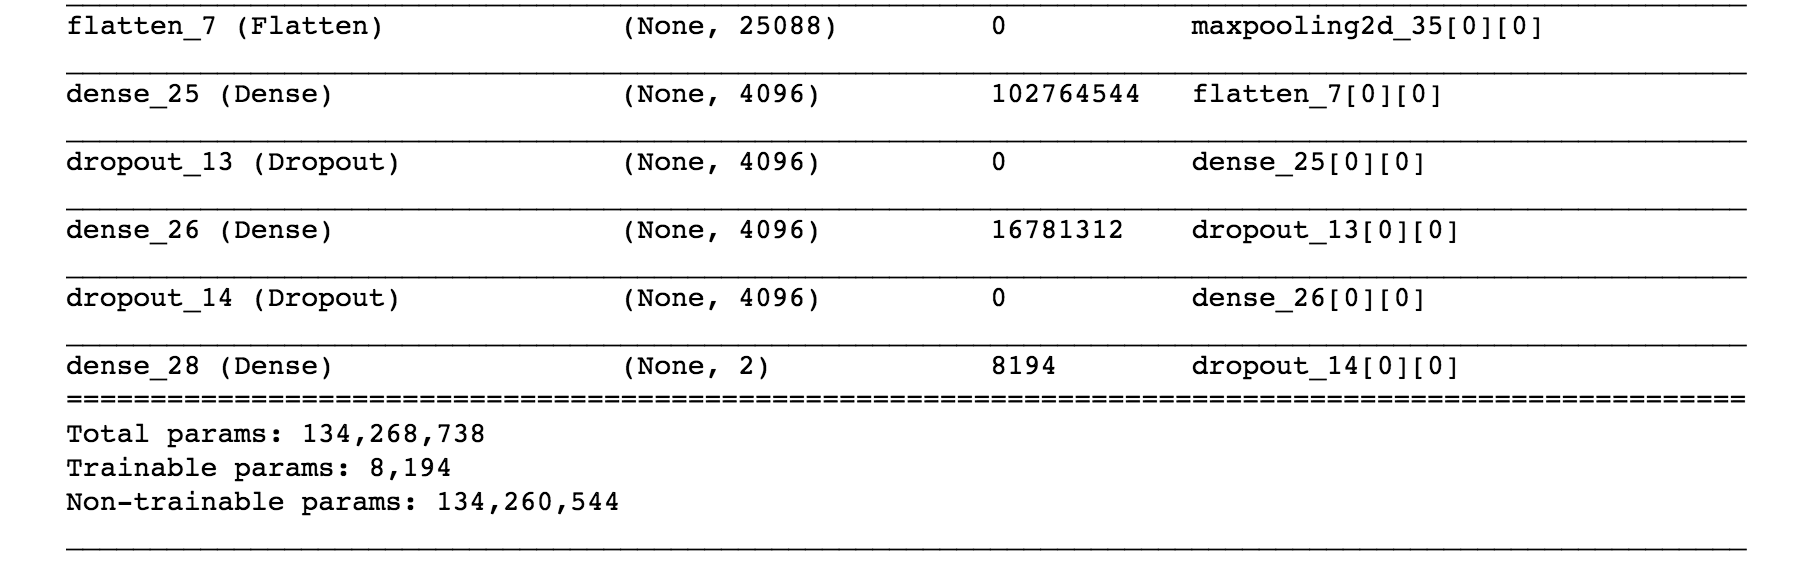 flatten_7 (Flatten) (None, 25088) 0 maxpooling2d_35[0][0]
dense_25 (Dense) (None, 4096) 102764544 flatten_7[0][0]
dropout_13 (Dropout) (None, 4096) 0 dense_25[0][0]
dense_26 (Dense) (None, 4096) 16781312 dropout_13[0][0]
dropout_14 (Dropout) (None, 4096) 0 dense_26[0][0]
dense_28 (Dense) (None, 2) 8194 dropout_14[0][0]
====================================================================================================
Total params: 134,268,738
Trainable params: 8,194
Non-trainable params: 134,260,544